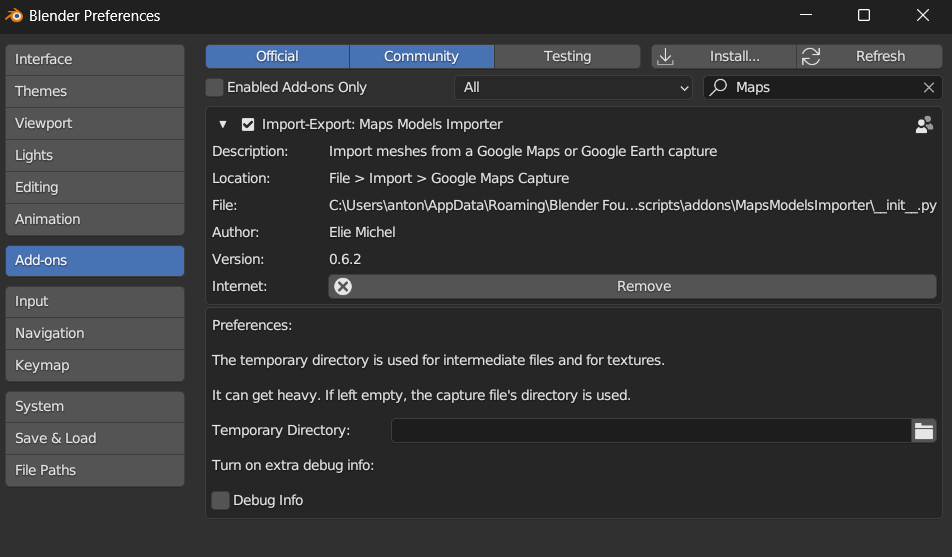 Blender Preferences
Interface
Themes
Viewport
Lights
Editing
Animation
Add-ons
Input
Navigation
Keymap
System
Save & Load
File Paths
Official Community Testing Install... Refresh
Enabled Add-ons Only All Maps
Import-Export: Maps Models Importer
Description: Import meshes from a Google Maps or Google Earth capture
Location: File > Import > Google Maps Capture
File: C:\Users\anton\AppData\Roaming\Blender Fou...scripts\addons\MapsModelsImporter\__init__.py
Author: Elie Michel
Version: 0.6.2
Internet: Remove
Preferences:
The temporary directory is used for intermediate files and for textures.
It can get heavy. If left empty, the capture file's directory is used.
Temporary Directory:
Turn on extra debug info:
Debug Info